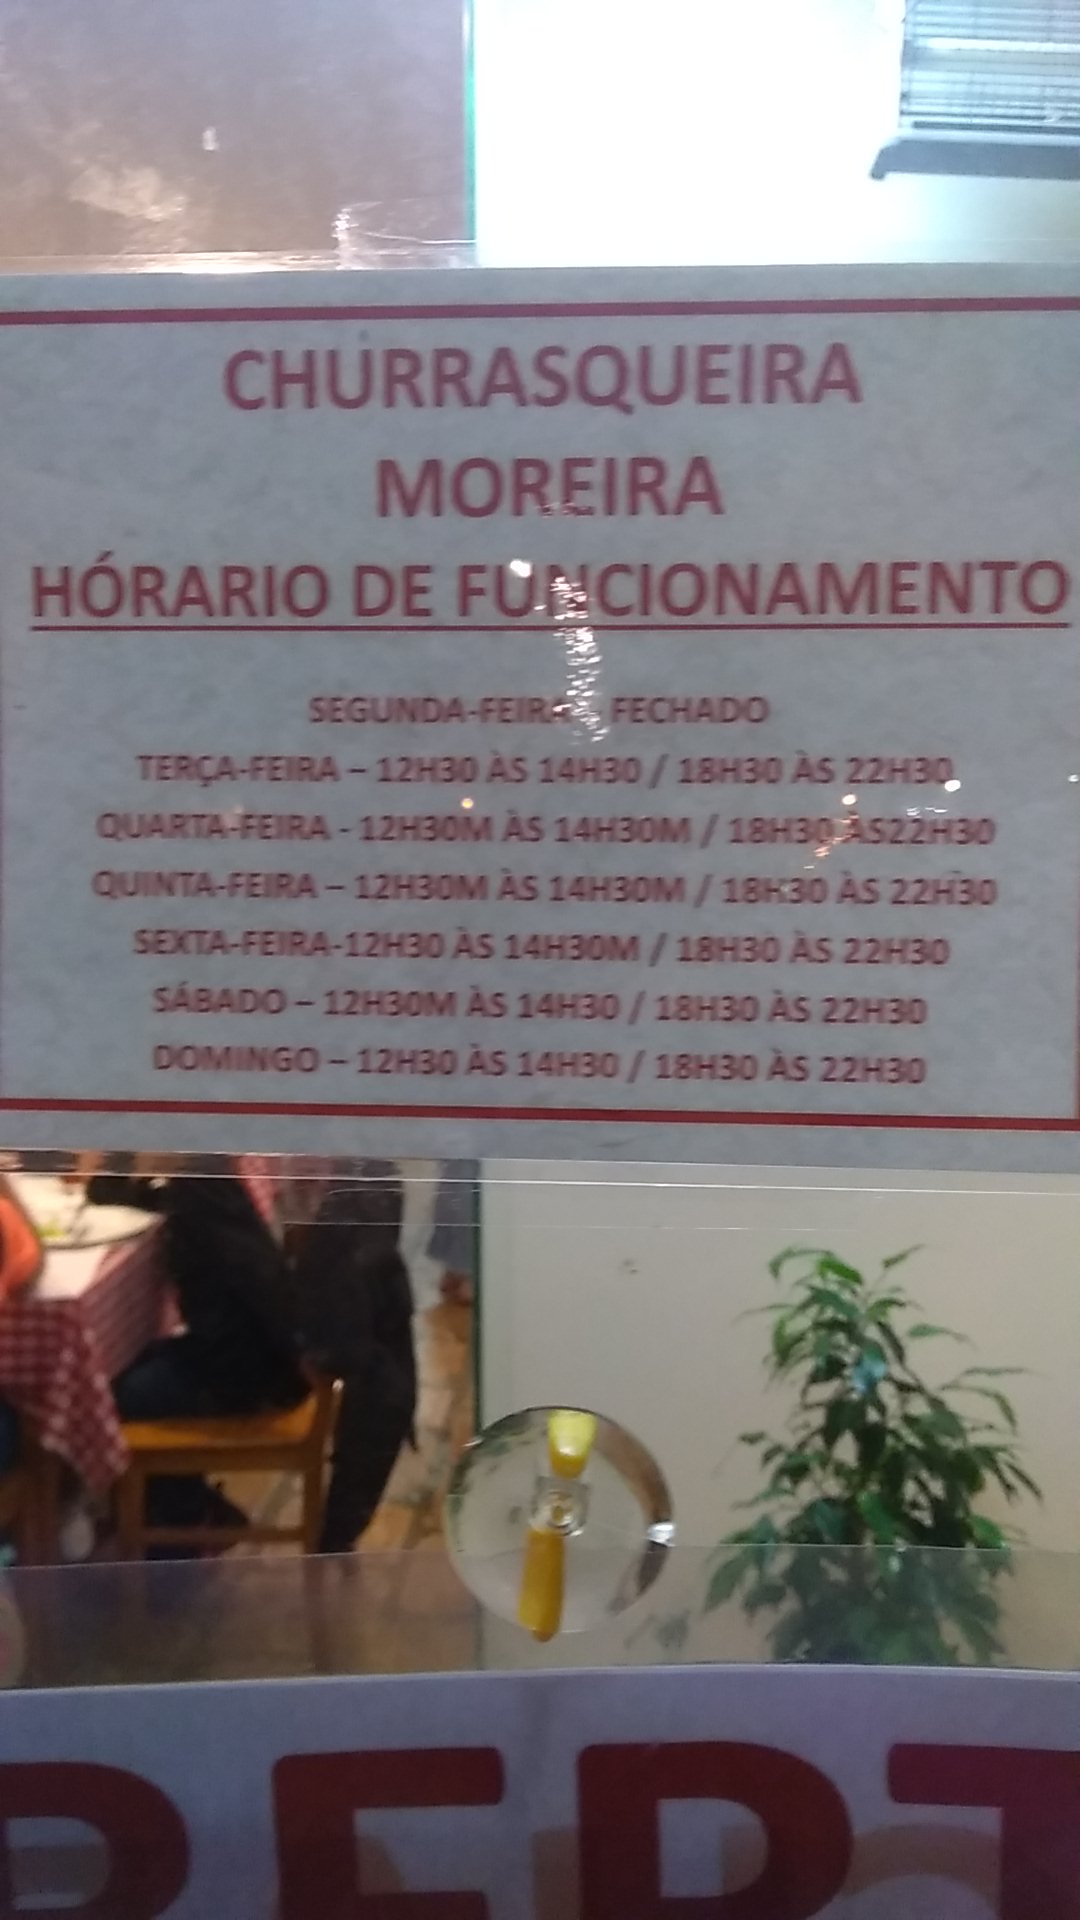 CHURRASQUEIRA
MOREIRA
HÓRARIO DE FUNCIONAMENTO
SEGUNDA-FEIRA - FECHADO
TERÇA-FEIRA – 12H30 ÀS 14H30 / 18H30 ÀS 22H30
QUARTA-FEIRA - 12H30M ÀS 14H30M / 18H30 ÀS22H30
QUINTA-FEIRA – 12H30M ÀS 14H30M / 18H30 ÀS 22H30
SEXTA-FEIRA-12H30 ÀS 14H30M / 18H30 ÀS 22H30
SÁBADO – 12H30M ÀS 14H30 / 18H30 ÀS 22H30
DOMINGO – 12H30 ÀS 14H30 / 18H30 ÀS 22H30